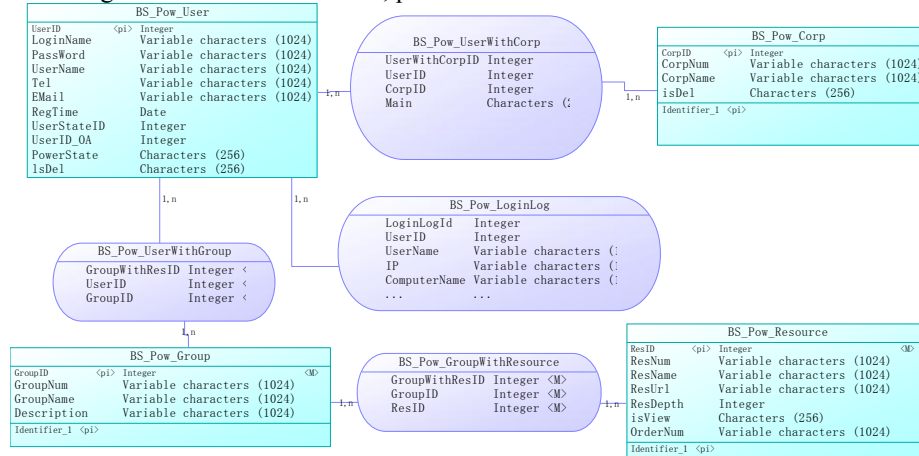 BS_Pow_User
UserID <pi> Integer
LoginName Variable characters (1024)
PassWord Variable characters (1024)
UserName Variable characters (1024)
Tel Variable characters (1024)
EMail Variable characters (1024)
RegTime Date
UserStateID Integer
UserID_OA Integer
PowerState Characters (256)
lsDel Characters (256)
1,n
BS_Pow_UserWithCorp
UserWithCorpID Integer
UserID Integer
CorpID Integer
Main Characters (2
1,n
BS_Pow_Corp
CorpID <pi> Integer
CorpNum Variable characters (1024)
CorpName Variable characters (1024
isDel Characters (256)
Identifier_1 <pi>
1,n
1,n
BS_Pow_LoginLog
LoginLogId Integer
UserID Integer
UserName Variable characters (1
IP Variable characters (1
ComputerName Variable characters (1
... ...
BS_Pow_UserWithGroup
GroupWithResID Integer <
UserID Integer <
GroupID Integer <
1,n
BS_Pow_Group
GroupID <pi> Integer <M>
GroupNum Variable characters (1024)
GroupName Variable characters (1024)
Description Variable characters (1024)
Identifier_1 <pi>
1,n
BS_Pow_GroupWithResource
GroupWithResID Integer <M>
GroupID Integer <M>
ResID Integer <M>
1,n
BS_Pow_Resource
ResID <pi> Integer <M>
ResNum Variable characters (1024)
ResName Variable characters (1024)
ResUrl Variable characters (1024)
ResDepth Integer
isView Characters (256)
OrderNum Variable characters (1024)
Identifier_1 <pi>